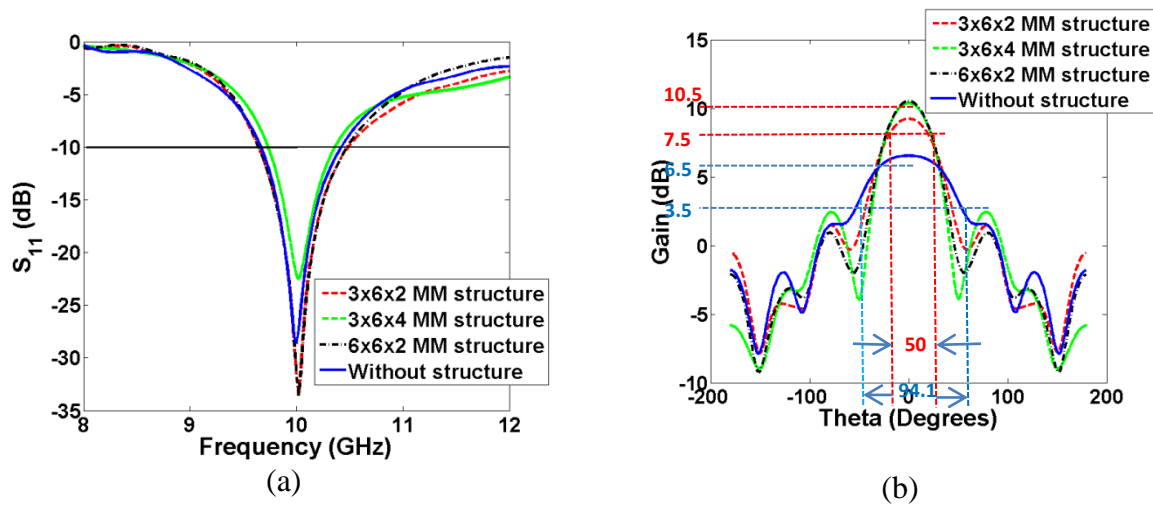 0
-5
-10
-15
-20
-25
-30
-35
S11 (dB)
8
9
10
11
12
Frequency (GHz)
3x6x2 MM structure
3x6x4 MM structure
6x6x2 MM structure
Without structure
(a)
3x6x2 MM structure
3x6x4 MM structure
6x6x2 MM structure
Without structure
15
10.5
10
7.5
6.5
5
3.5
0
-5
-10
Gain (dB)
50
94.1
-200
-100
0
100
200
Theta (Degrees)
(b)